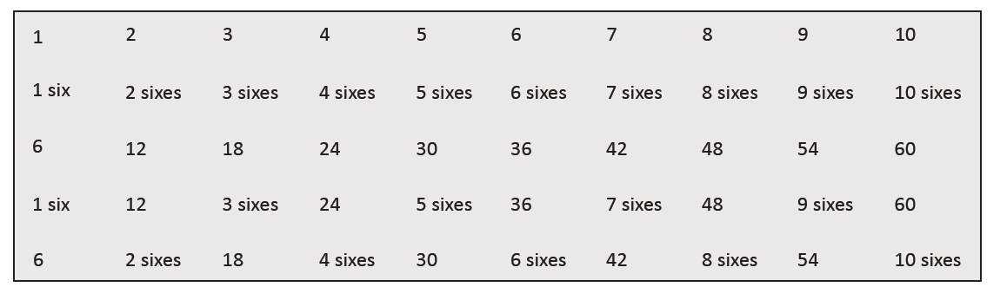 1 2 3 4 5 6 7 8 9 10
1 six 2 sixes 3 sixes 4 sixes 5 sixes 6 sixes 7 sixes 8 sixes 9 sixes 10 sixes
6 12 18 24 30 36 42 48 54 60
1 six 12 3 sixes 24 5 sixes 36 7 sixes 48 9 sixes 60
6 2 sixes 18 4 sixes 30 6 sixes 42 8 sixes 54 10 sixes